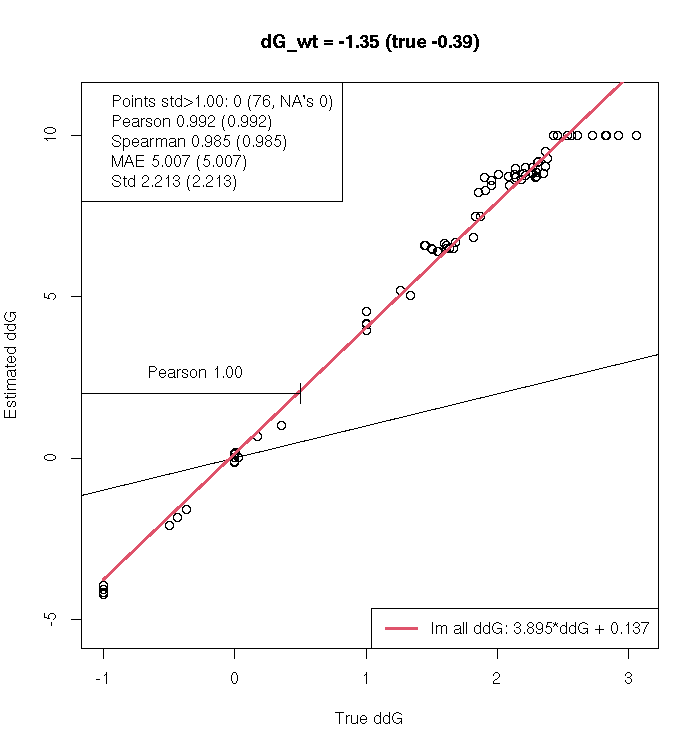 dG_wt = -1.35 (true -0.39)
Points std>1.00: 0 (76, NA's 0)
Pearson 0.992 (0.992)
Spearman 0.985 (0.985)
MAE 5.007 (5.007)
Std 2.213 (2.213)
10
5
Pearson 1.00
0
-5
Estimated ddG
lm all ddG: 3.895*ddG + 0.137
-1 0 1 2 3
True ddG